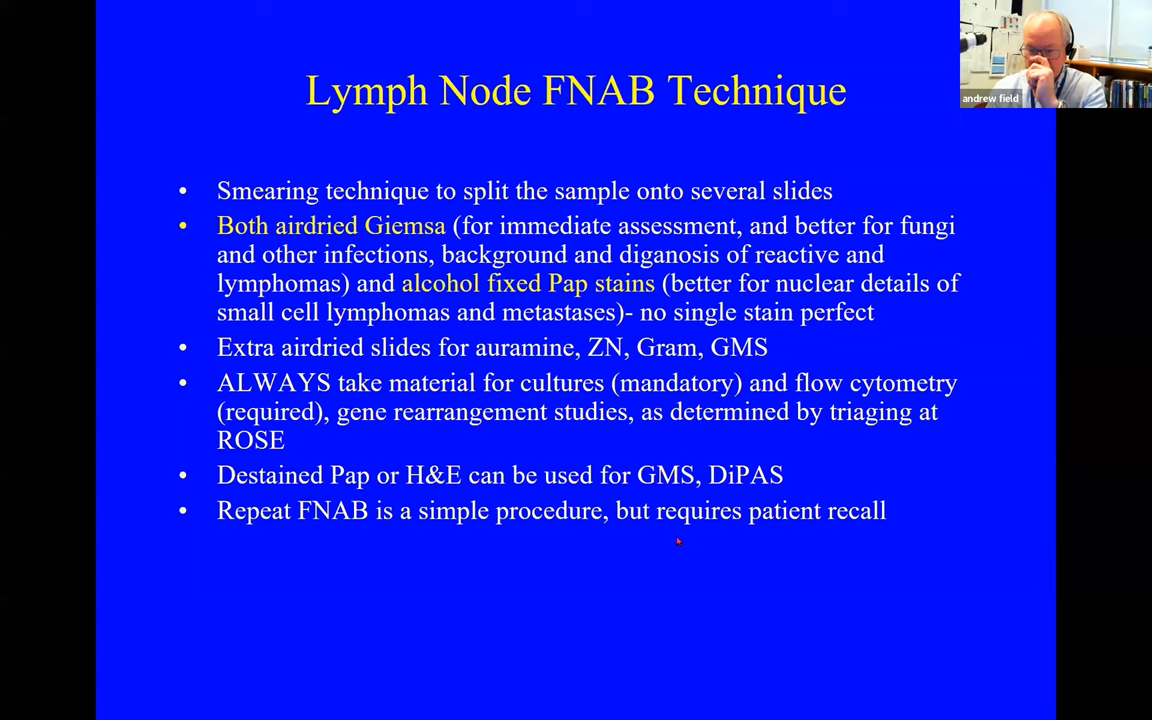 Lymph Node FNAB Technique
andrew field
• Smearing technique to split the sample onto several slides
• Both airdried Giemsa (for immediate assessment, and better for fungi
and other infections, background and diganosis of reactive and
lymphomas) and alcohol fixed Pap stains (better for nuclear details of
small cell lymphomas and metastases)- no single stain perfect
• Extra airdried slides for auramine, ZN, Gram, GMS
• ALWAYS take material for cultures (mandatory) and flow cytometry
(required), gene rearrangement studies, as determined by triaging at
ROSE
• Destained Pap or H&E can be used for GMS, DiPAS
• Repeat FNAB is a simple procedure, but requires patient recall